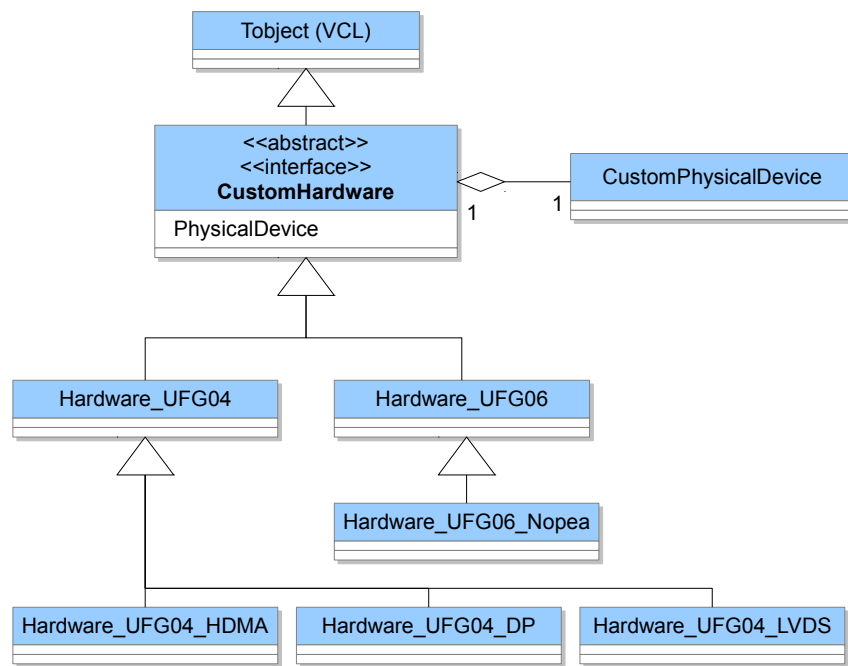 Tobject (VCL)
<<abstract>>
<<interface>>
CustomHardware
PhysicalDevice
1
1
CustomPhysicalDevice
Hardware_UFG04
Hardware_UFG06
Hardware_UFG06_Nopea
Hardware_UFG04_HDMA
Hardware_UFG04_DP
Hardware_UFG04_LVDS